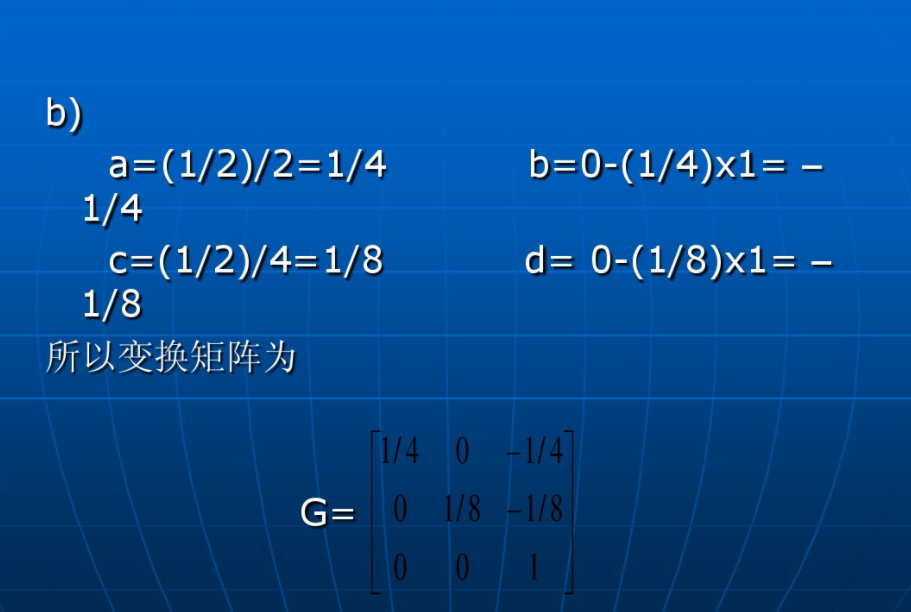 b)
a=(1/2)/2=1/4 b=0-(1/4)x1= –
1/4
c=(1/2)/4=1/8 d= 0-(1/8)x1= –
1/8
所以变换矩阵为
1/4 0 −1/4
G= 0 1/8 −1/8
0 0 1